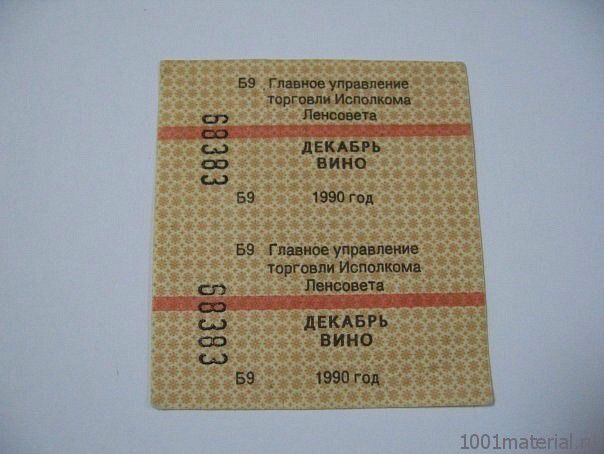 Б9 Главное управление
торговли Исполкома
Ленсовета
68383
ДЕКАБРЬ
ВИНО
Б9 1990 год
Б9 Главное управление
торговли Исполкома
Ленсовета
68383
ДЕКАБРЬ
ВИНО
Б9 1990 год
1001material.ru